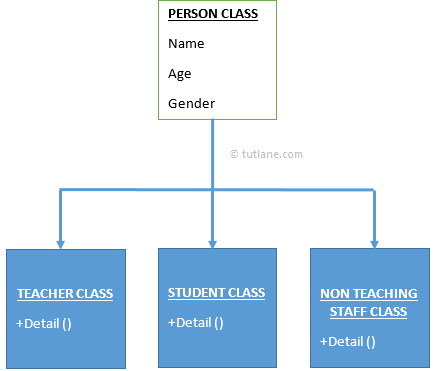 PERSON CLASS
Name
Age
Gender
© tutlane.com
TEACHER CLASS
+Detail ()
STUDENT CLASS
+Detail ()
NON TEACHING
STAFF CLASS
+Detail ()